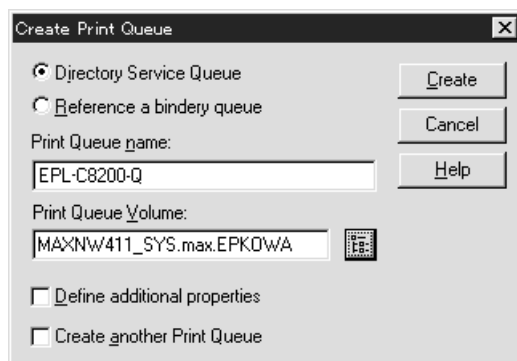 Create Print Queue
Directory Service Queue
Reference a bindery queue
Print Queue name:
EPL-C8200-Q
Print Queue Volume:
MAXNW411_SYS.max.EPKOWA
Define additional properties
Create another Print Queue
Create
Cancel
Help